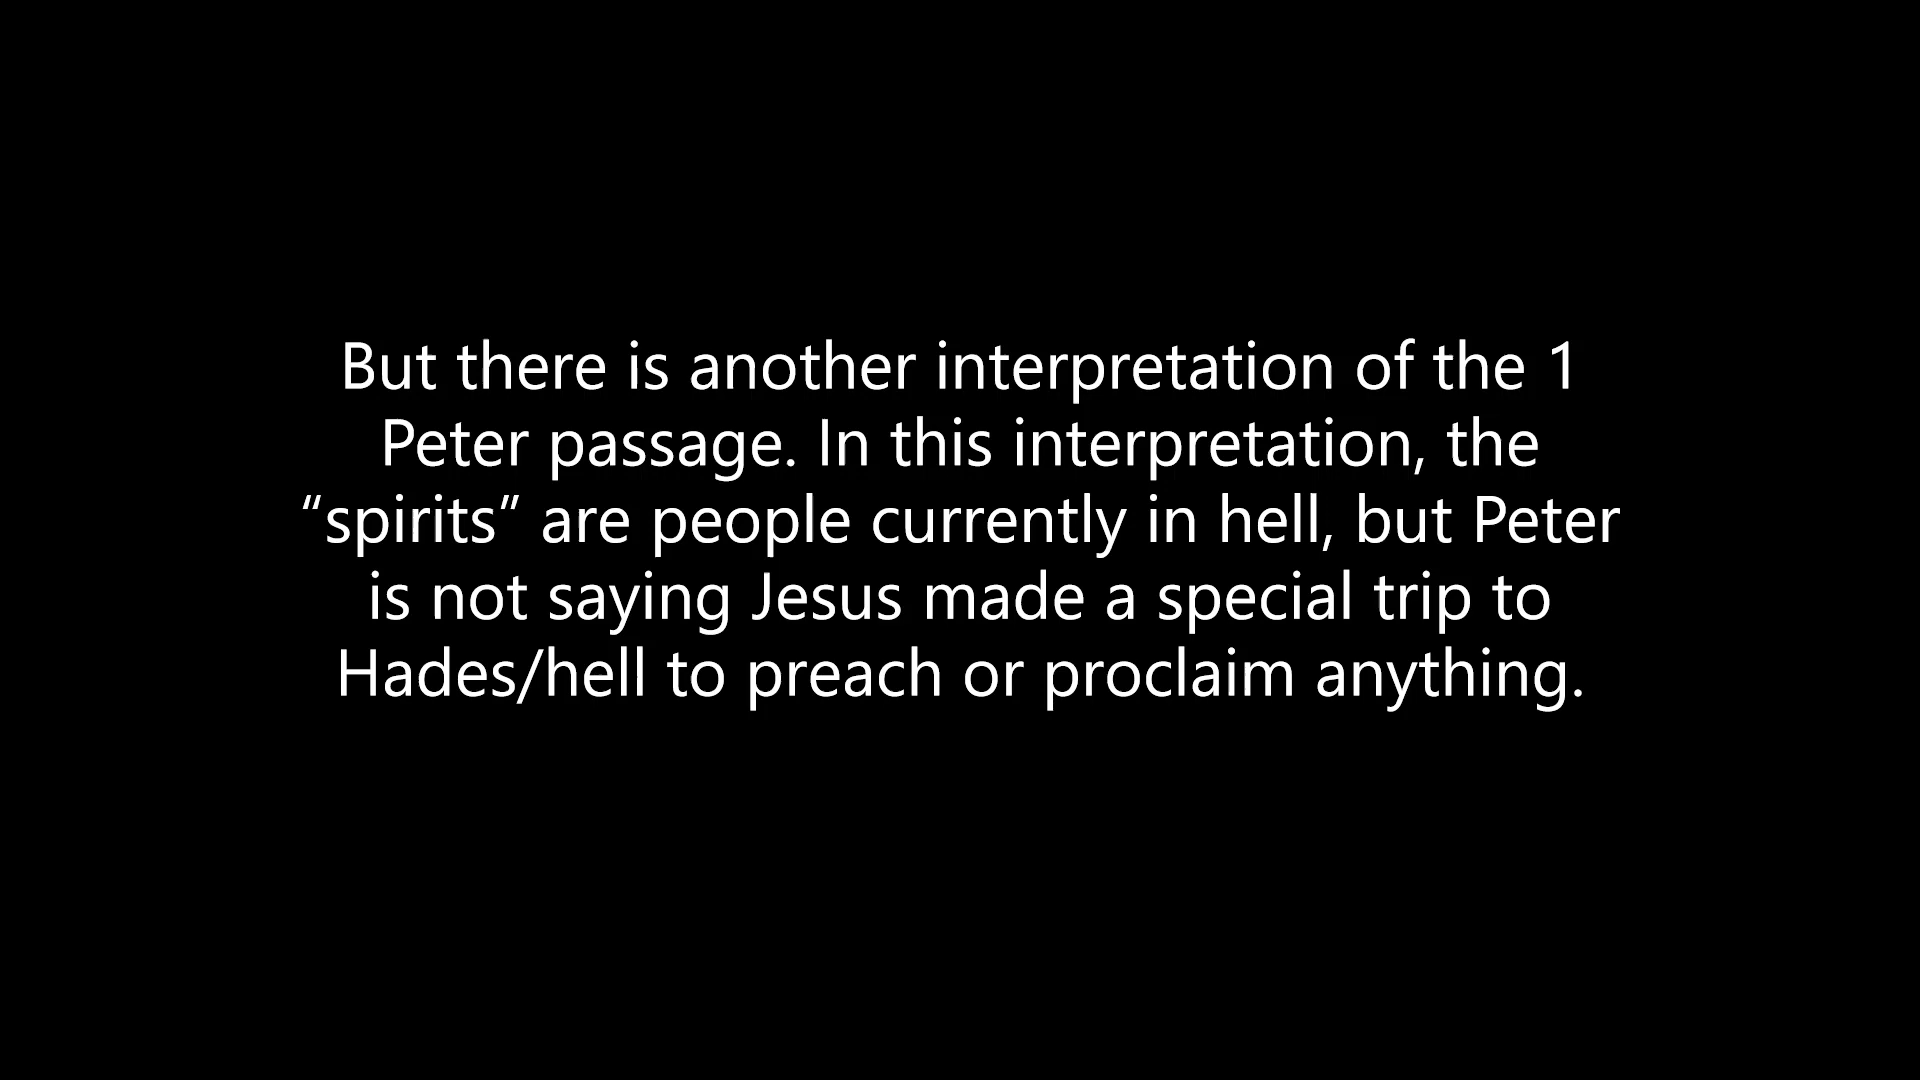 But there is another interpretation of the 1
Peter passage. In this interpretation, the
“spirits” are people currently in hell, but Peter
is not saying Jesus made a special trip to
Hades/hell to preach or proclaim anything.